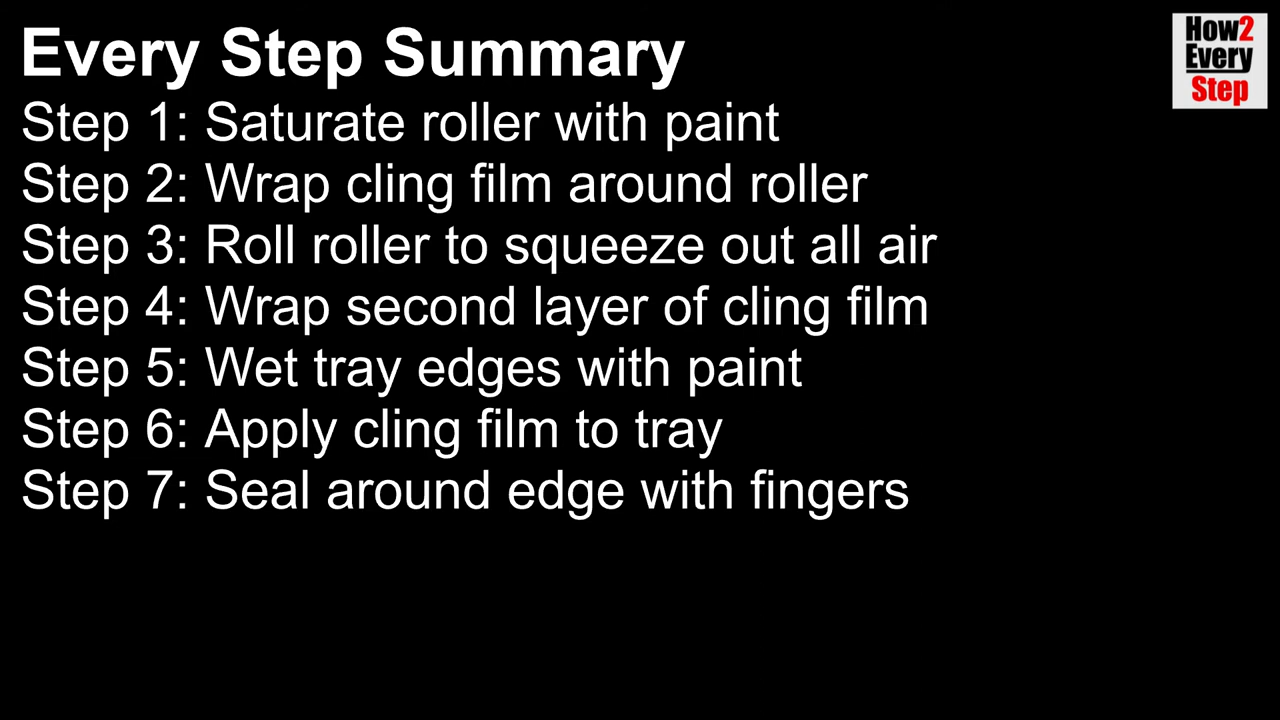 Every Step Summary
Step 1: Saturate roller with paint
Step 2: Wrap cling film around roller
Step 3: Roll roller to squeeze out all air
Step 4: Wrap second layer of cling film
Step 5: Wet tray edges with paint
Step 6: Apply cling film to tray
Step 7: Seal around edge with fingers
How2
Every
Step